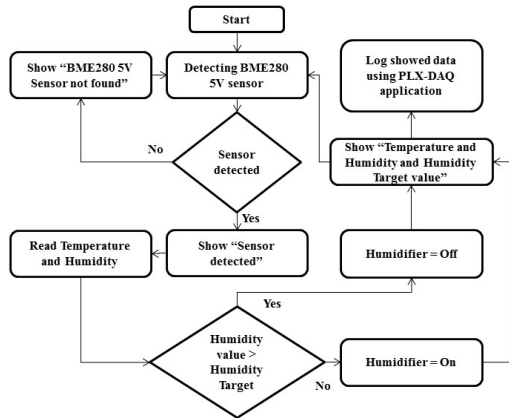 Start
Show “BME280 5V
Sensor not found”
Detecting BME280
5V sensor
Log showed data
using PLX-DAQ
application
No
Sensor
detected
Show “Temperature and
Humidity and Humidity
Target value”
Yes
Read Temperature
and Humidity
Show “Sensor
detected”
Humidifier = Off
Yes
Humidity
value >
Humidity
Target
No
Humidifier = On